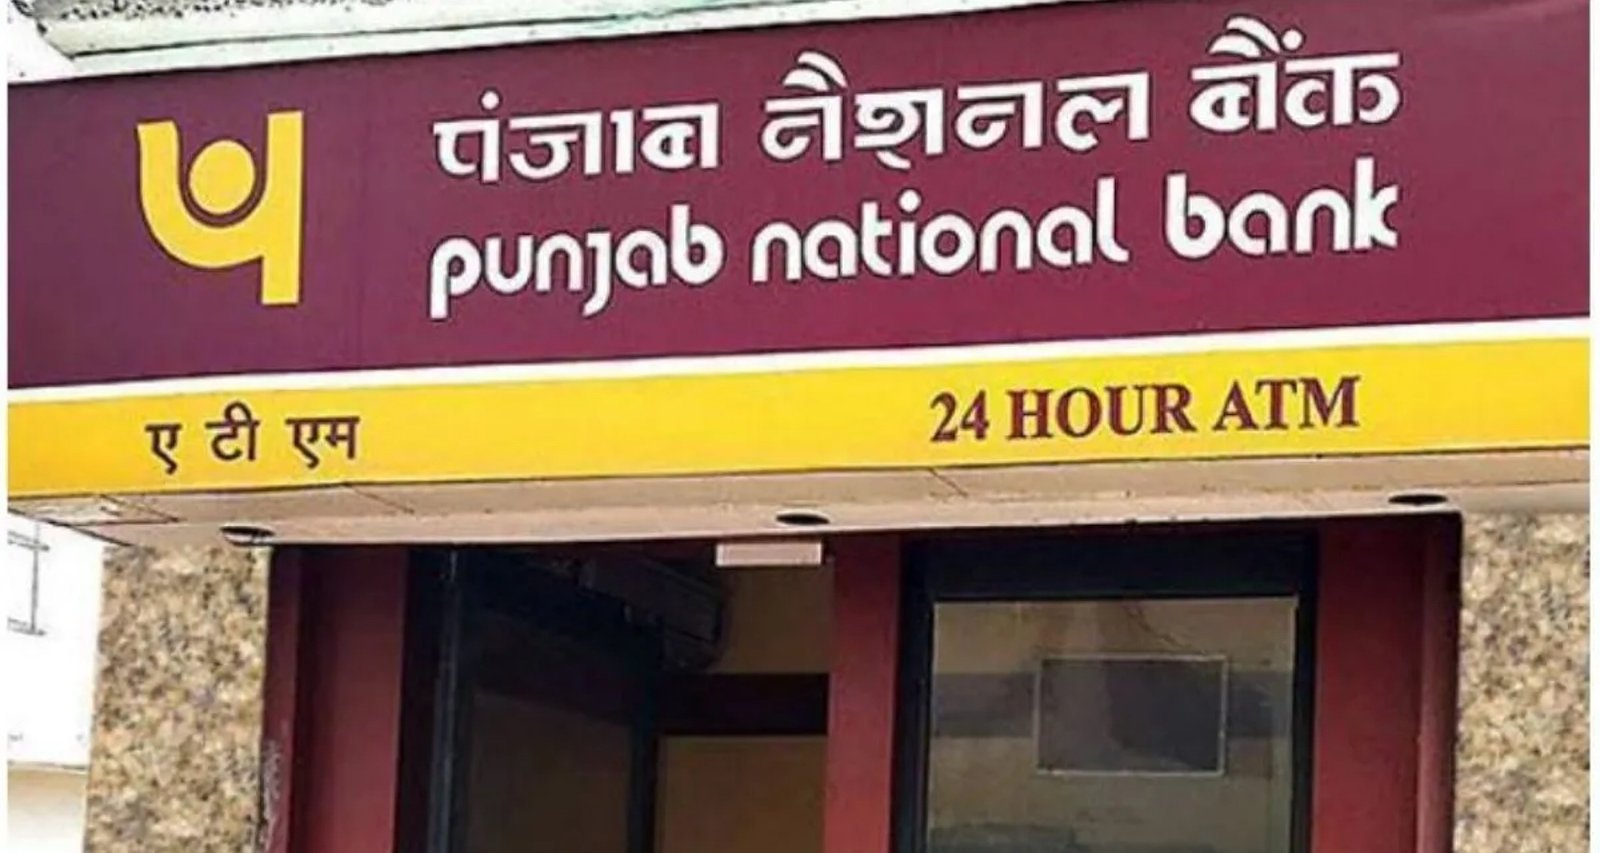 पंजाब नैशनल बैंक
punjab national bank
ए टी एम
24 HOUR ATM